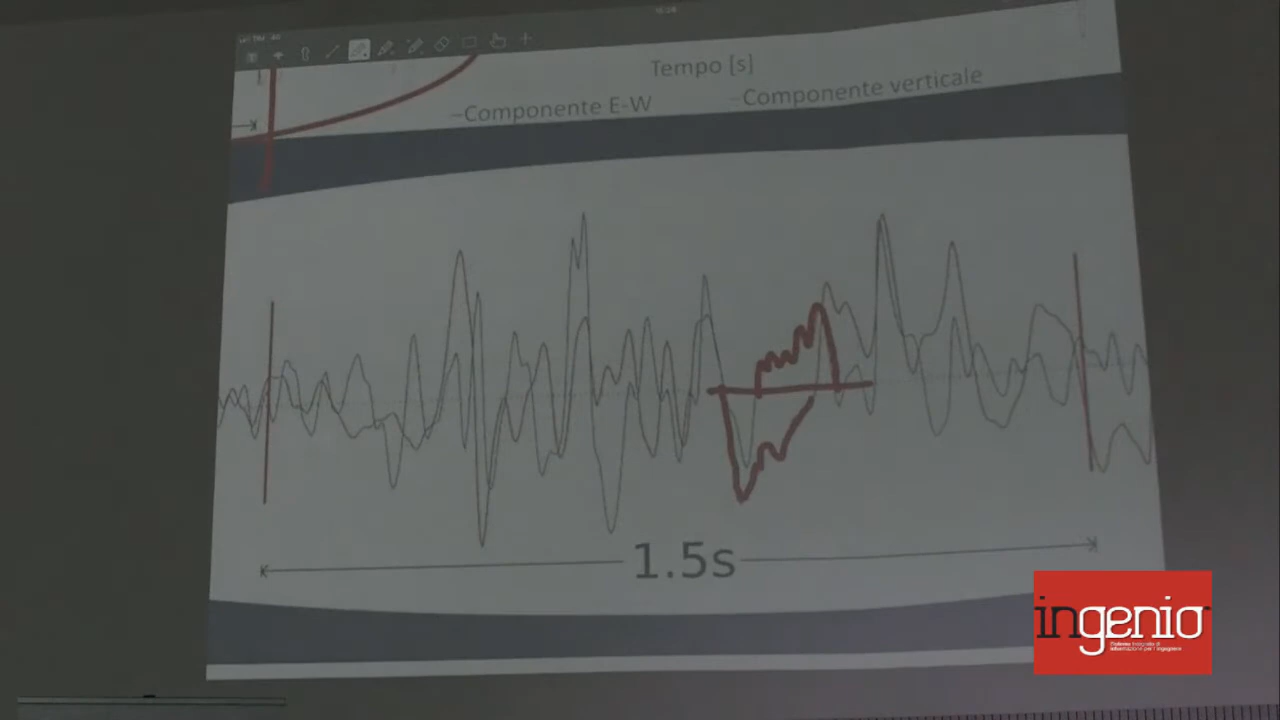 Tempo [s]
–Componente E-W
–Componente verticale
1.5s
ingenio